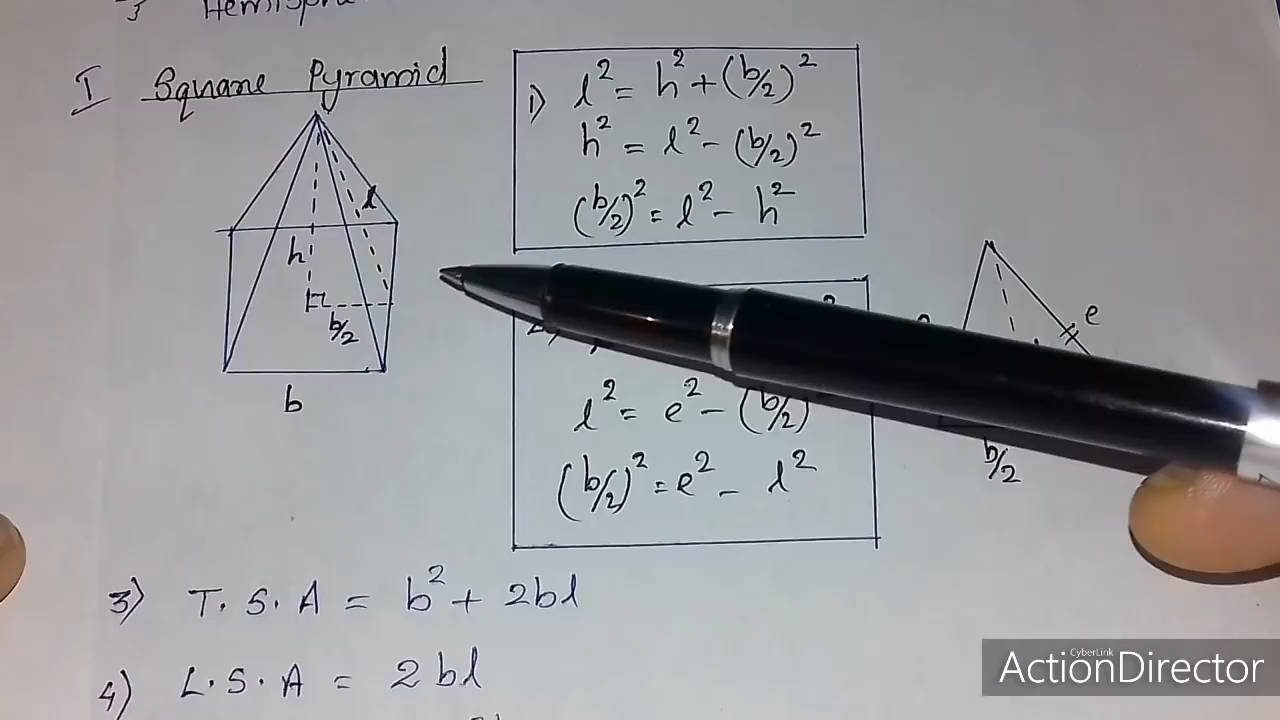 I Square Pyramid
l
h
b/2
b
1) l² = h² + (b/2)²
h² = l² - (b/2)²
(b/2)² = l² - h²
l² = e² - (b/2)
(b/2)² = e² - l²
e
b/2
3) T.S.A = b² + 2bl
4) L.S.A = 2bl
CyberLink
ActionDirector